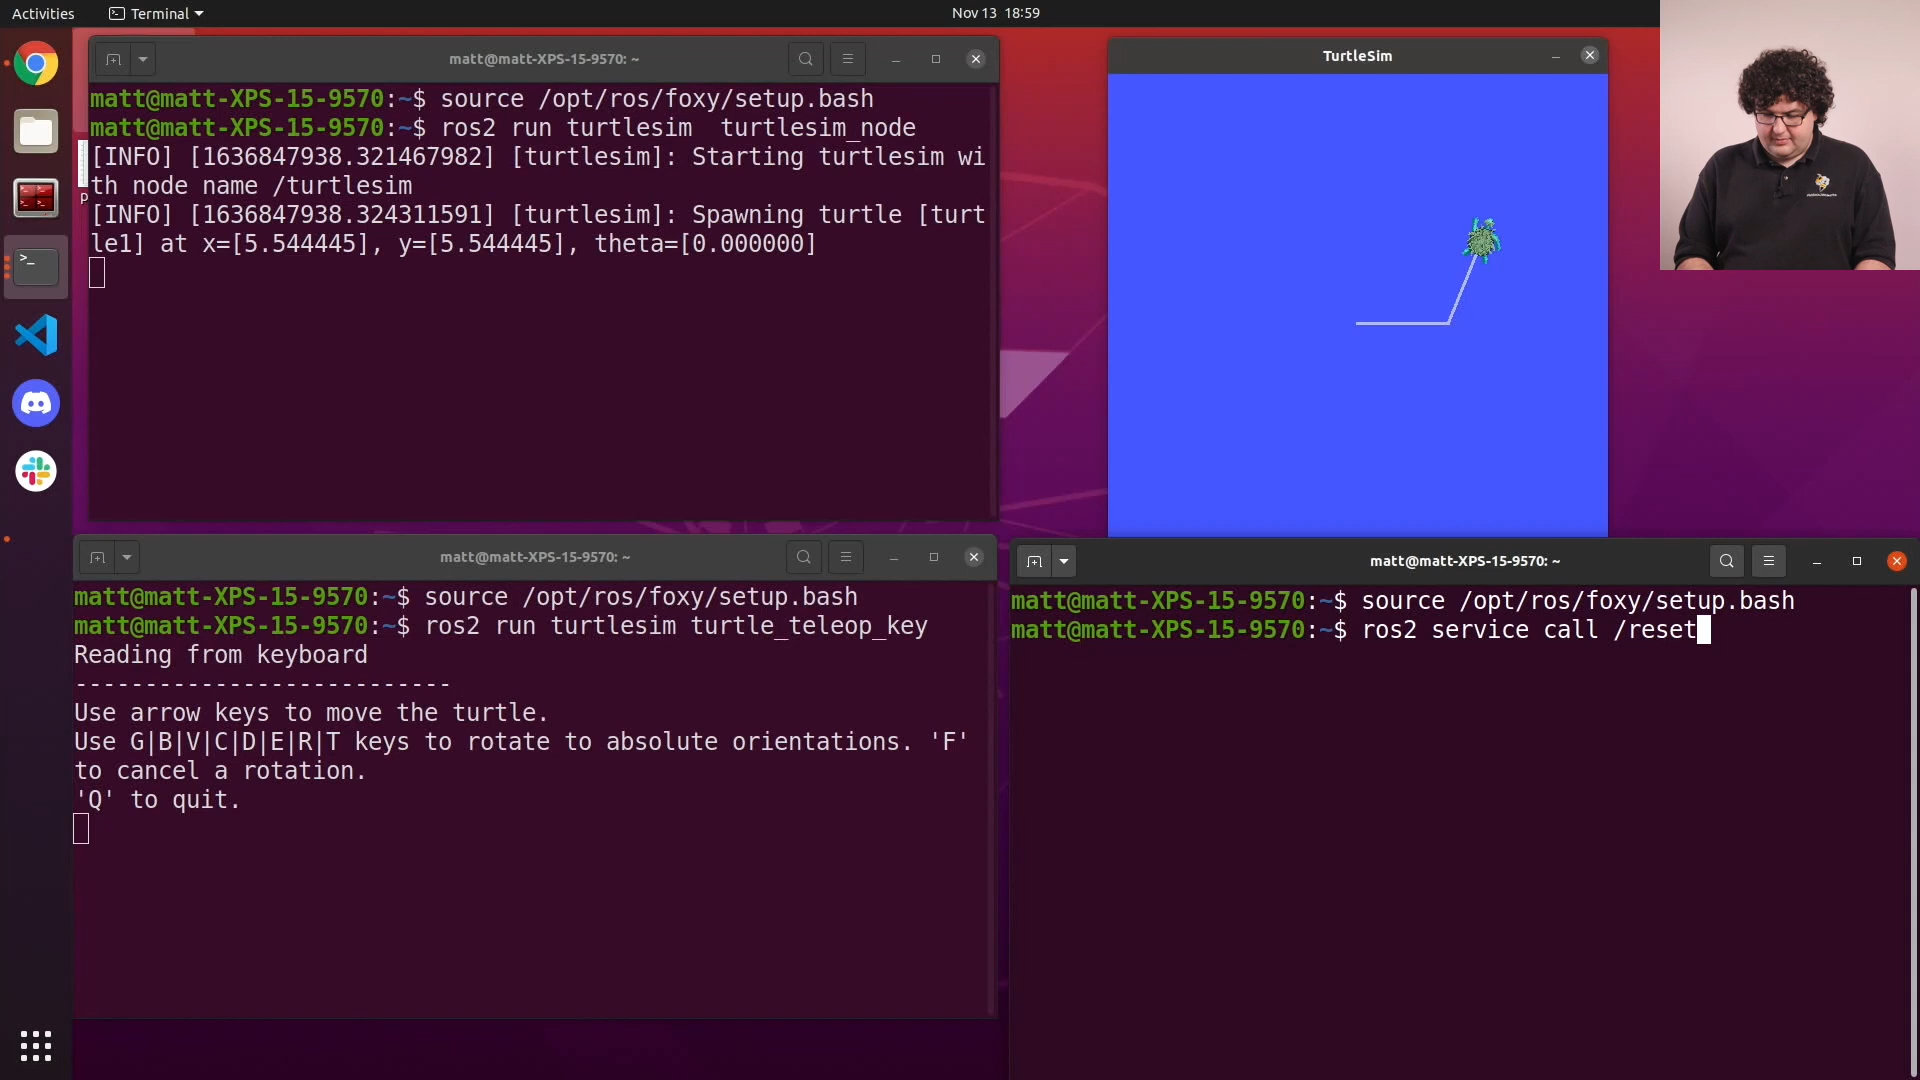 Activities
Terminal
Nov 13 18:59
matt@matt-XPS-15-9570: ~
matt@matt-XPS-15-9570:~$ source /opt/ros/foxy/setup.bash
matt@matt-XPS-15-9570:~$ ros2 run turtlesim  turtlesim_node
[INFO] [1636847938.321467982] [turtlesim]: Starting turtlesim wi
th node name /turtlesim
[INFO] [1636847938.324311591] [turtlesim]: Spawning turtle [turt
le1] at x=[5.544445], y=[5.544445], theta=[0.000000]
p
TurtleSim
matt@matt-XPS-15-9570: ~
matt@matt-XPS-15-9570:~$ source /opt/ros/foxy/setup.bash
matt@matt-XPS-15-9570:~$ ros2 run turtlesim turtle_teleop_key
Reading from keyboard
---------------------------
Use arrow keys to move the turtle.
Use G|B|V|C|D|E|R|T keys to rotate to absolute orientations. 'F'
to cancel a rotation.
'Q' to quit.
matt@matt-XPS-15-9570: ~
matt@matt-XPS-15-9570:~$ source /opt/ros/foxy/setup.bash
matt@matt-XPS-15-9570:~$ ros2 service call /reset